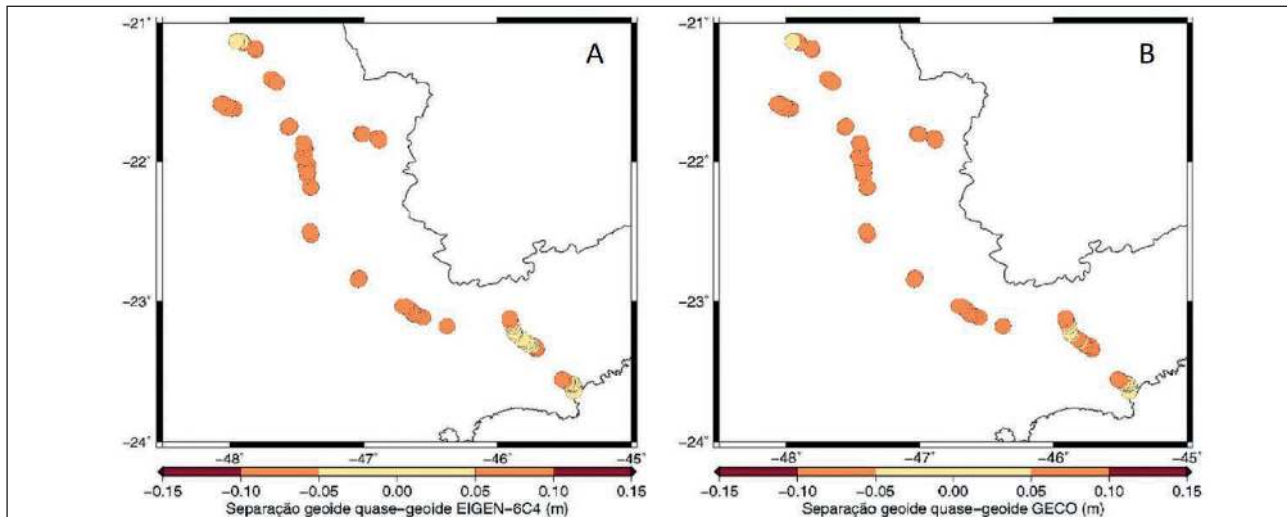 A
B
-21°
-22°
-23°
-24°
-48° -47° -46° -45°
-0.15 -0.10 -0.05 0.00 0.05 0.10 0.15
Separação geoide quase-geoide EIGEN-6C4 (m)
-21°
-22°
-23°
-24°
-48° -47° -46° -45°
-0.15 -0.10 -0.05 0.00 0.05 0.10 0.15
Separação geoide quase-geoide GECO (m)